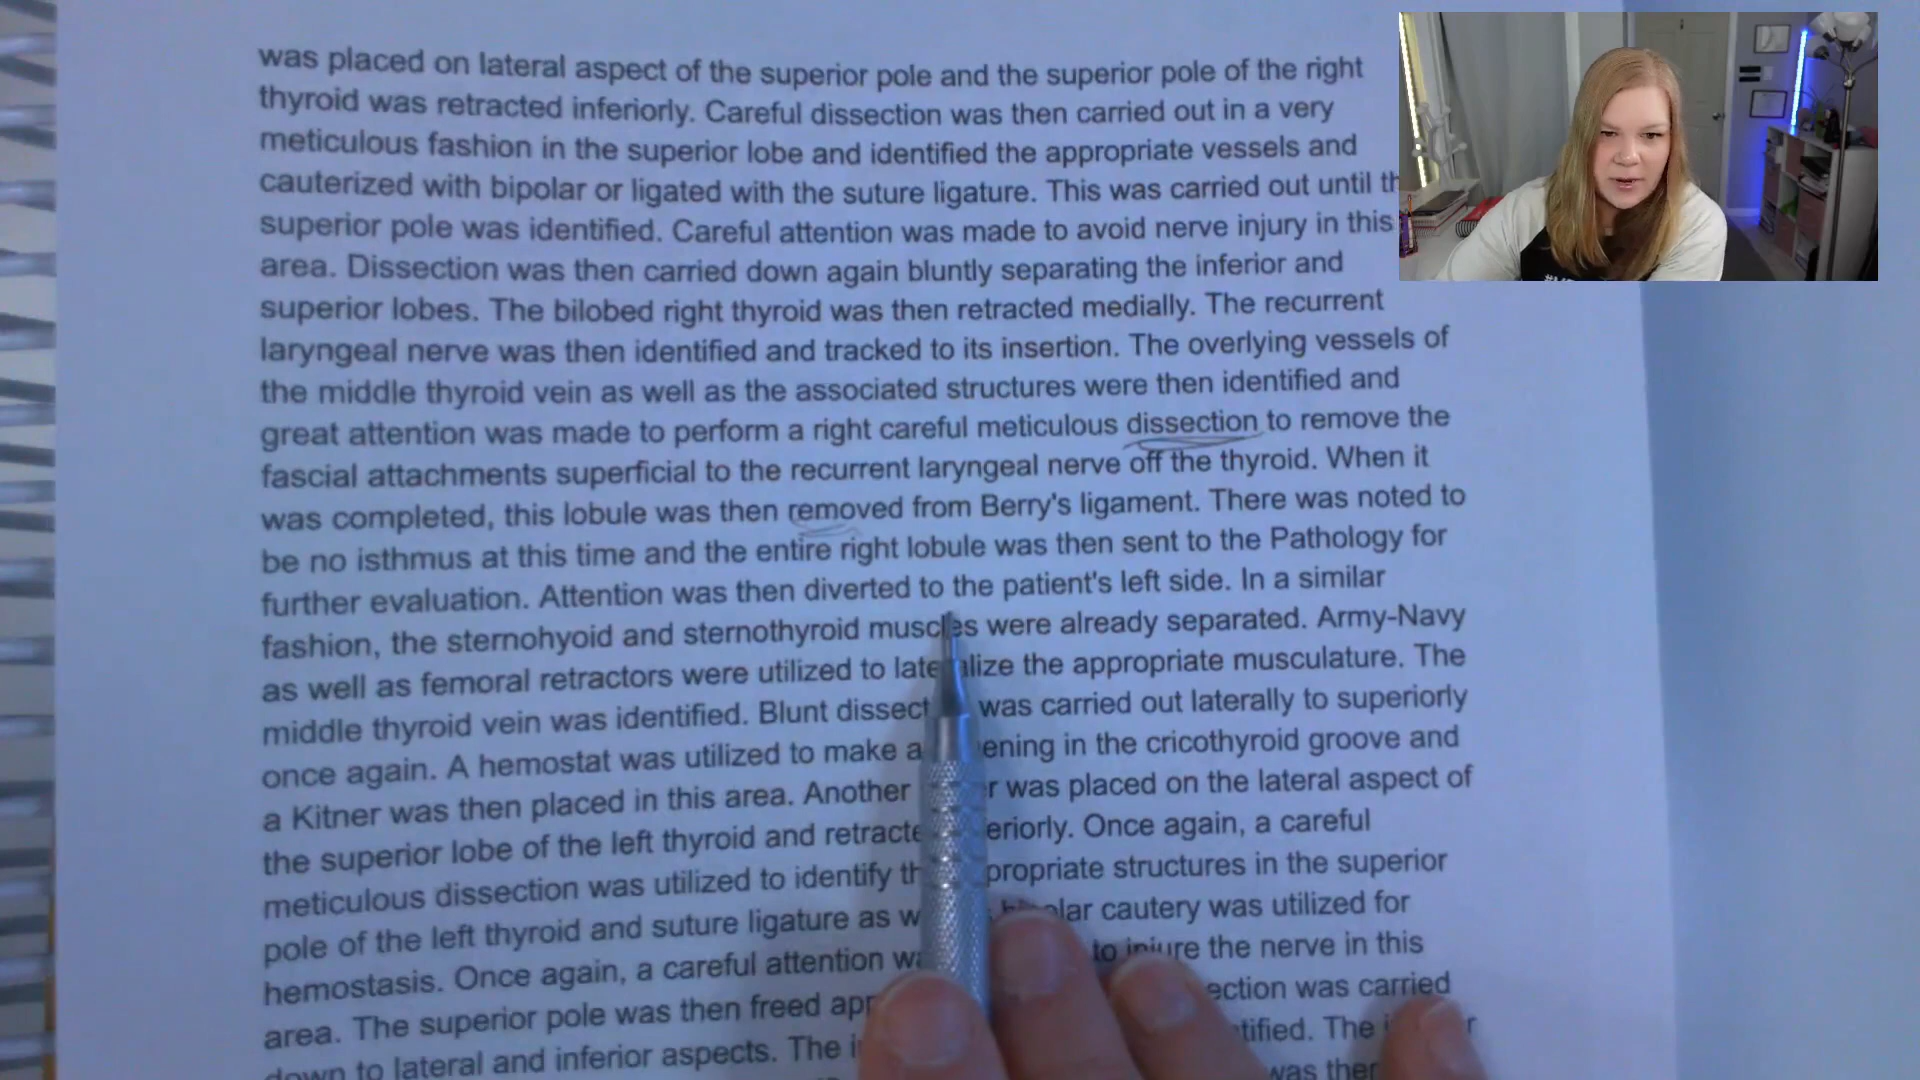 was placed on lateral aspect of the superior pole and the superior pole of the right
thyroid was retracted inferiorly. Careful dissection was then carried out in a very
meticulous fashion in the superior lobe and identified the appropriate vessels and
cauterized with bipolar or ligated with the suture ligature. This was carried out until
superior pole was identified. Careful attention was made to avoid nerve injury in this
area. Dissection was then carried down again bluntly separating the inferior and
superior lobes. The bilobed right thyroid was then retracted medially. The recurrent
laryngeal nerve was then identified and tracked to its insertion. The overlying vessels of
the middle thyroid vein as well as the associated structures were then identified and
great attention was made to perform a right careful meticulous dissection to remove the
fascial attachments superficial to the recurrent laryngeal nerve off the thyroid. When it
was completed, this lobule was then removed from Berry's ligament. There was noted to
be no isthmus at this time and the entire right lobule was then sent to the Pathology for
further evaluation. Attention was then diverted to the patient's left side. In a similar
fashion, the sternohyoid and sternothyroid muscles were already separated. Army-Navy
as well as femoral retractors were utilized to lateralize the appropriate musculature. The
middle thyroid vein was identified. Blunt was carried out laterally to superiorly
once again. A hemostat was utilized to make in the cricothyroid groove and
a Kitner was then placed in this area. Another was placed on the lateral aspect of
the superior lobe of the left thyroid and Once again, a careful
meticulous dissection was utilized to identify structures in the superior
pole of the left thyroid and suture ligature as cautery was utilized for
hemostasis. Once again, a careful attention to injure the nerve in this
area. The superior pole was then freed was carried
down to lateral and inferior aspects. The The
was